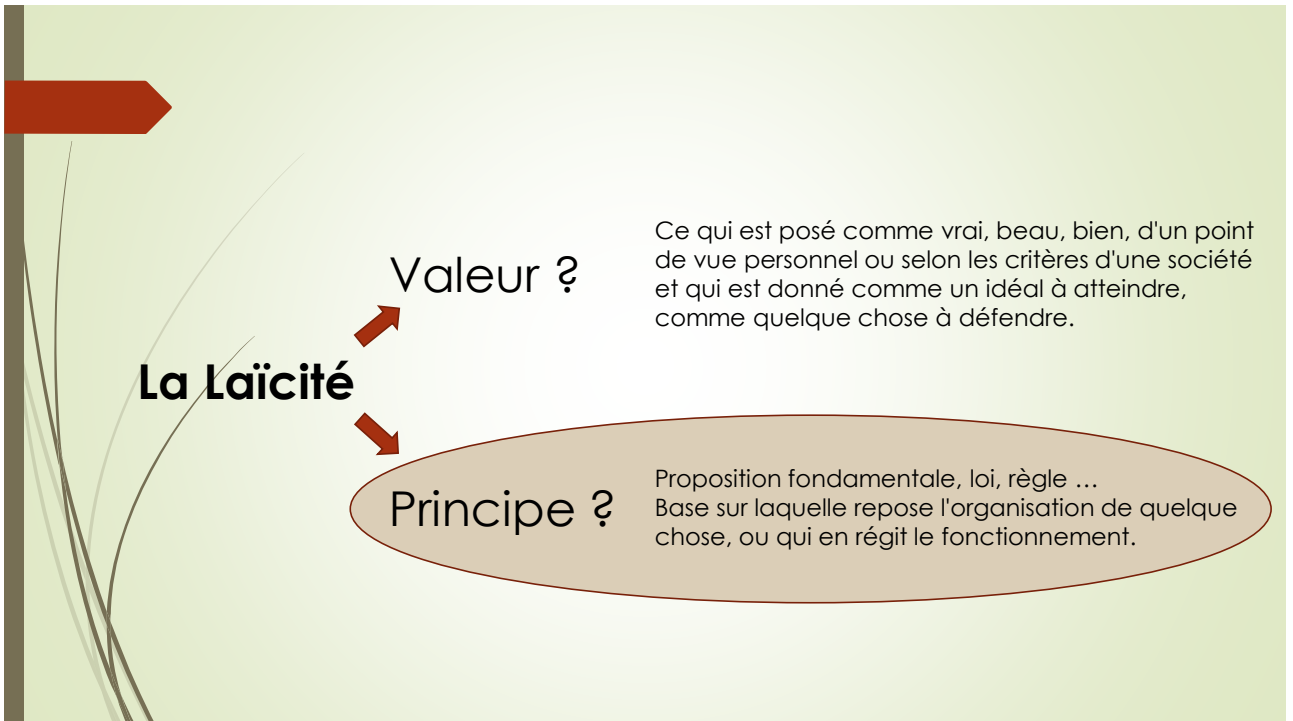 Valeur ?
Ce qui est posé comme vrai, beau, bien, d'un point
de vue personnel ou selon les critères d'une société
et qui est donné comme un idéal à atteindre,
comme quelque chose à défendre.
La Laïcité
Principe ?
Proposition fondamentale, loi, règle …
Base sur laquelle repose l'organisation de quelque
chose, ou qui en régit le fonctionnement.